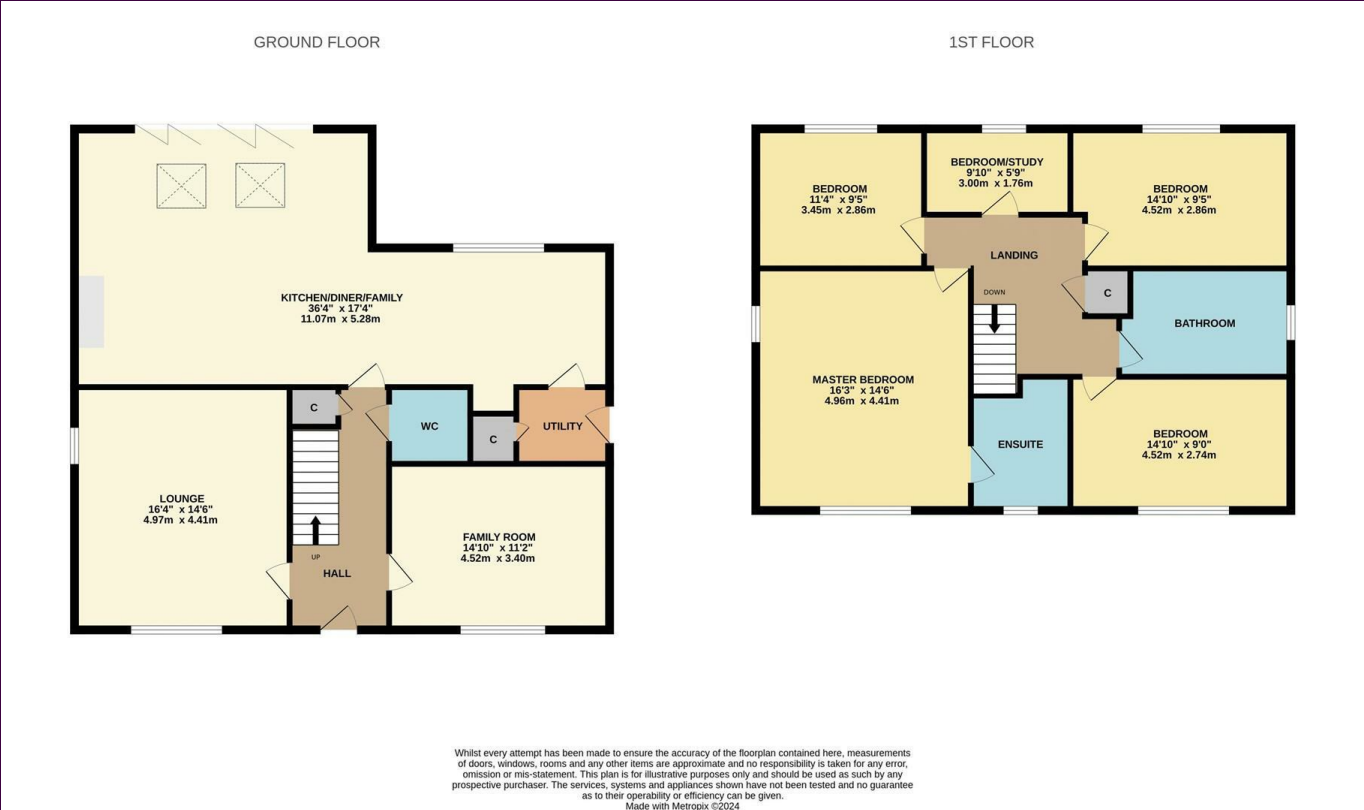 GROUND FLOOR
KITCHEN/DINER/FAMILY
36'4" x 17'4"
11.07m x 5.28m
C
WC
C
UTILITY
LOUNGE
16'4" x 14'6"
4.97m x 4.41m
FAMILY ROOM
14'10" x 11'2"
4.52m x 3.40m
UP
HALL
1ST FLOOR
BEDROOM
11'4" x 9'5"
3.45m x 2.86m
BEDROOM/STUDY
9'10" x 5'9"
3.00m x 1.76m
BEDROOM
14'10" x 9'5"
4.52m x 2.86m
LANDING
DOWN
C
BATHROOM
MASTER BEDROOM
16'3" x 14'6"
4.96m x 4.41m
ENSUITE
BEDROOM
14'10" x 9'0"
4.52m x 2.74m
Whilst every attempt has been made to ensure the accuracy of the floorplan contained here, measurements
of doors, windows, rooms and any other items are approximate and no responsibility is taken for any error,
omission or mis-statement. This plan is for illustrative purposes only and should be used as such by any
prospective purchaser. The services, systems and appliances shown have not been tested and no guarantee
as to their operability or efficiency can be given.
Made with Metropix ©2024